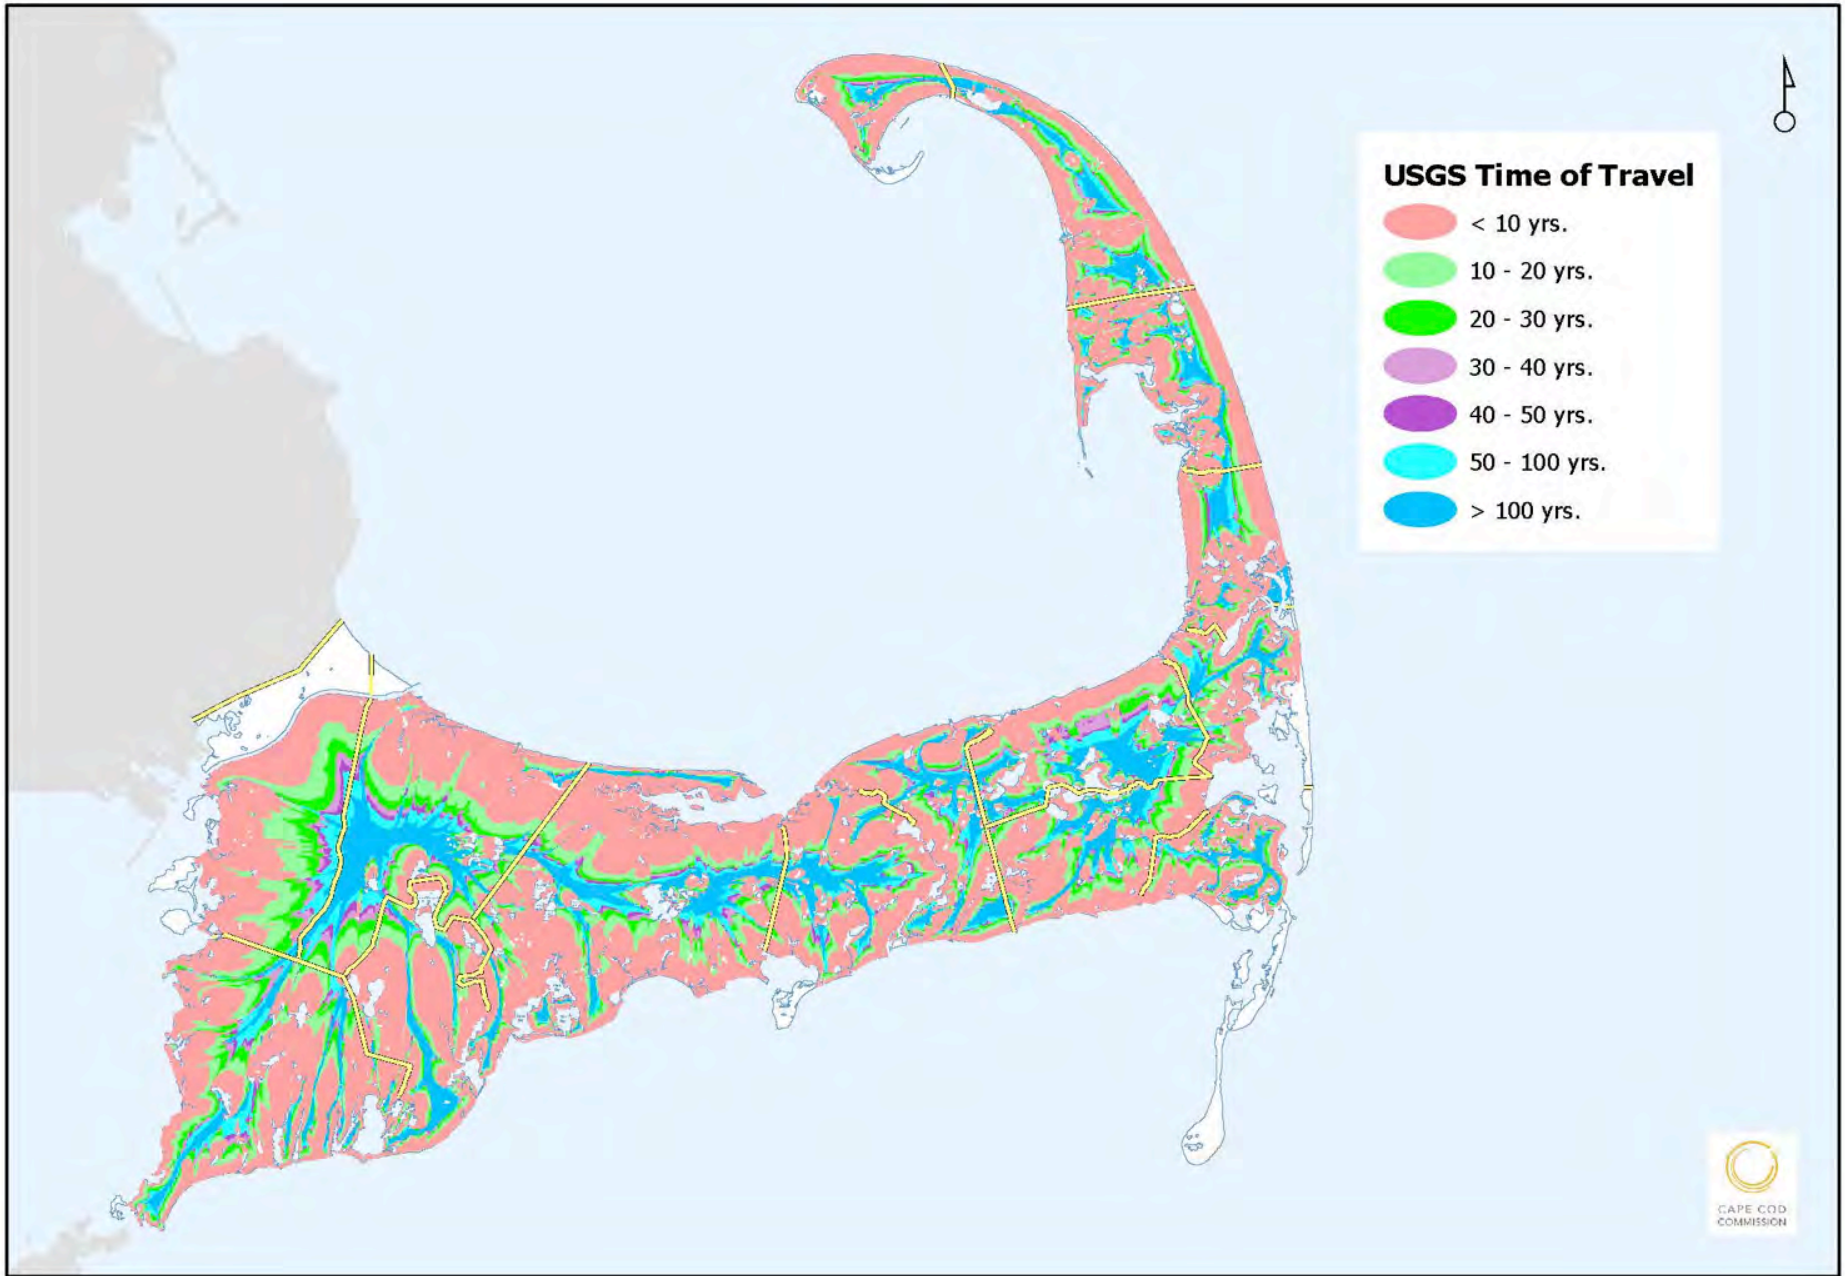 USGS Time of Travel
< 10 yrs.
10 - 20 yrs.
20 - 30 yrs.
30 - 40 yrs.
40 - 50 yrs.
50 - 100 yrs.
> 100 yrs.
CAPE COD
COMMISSION